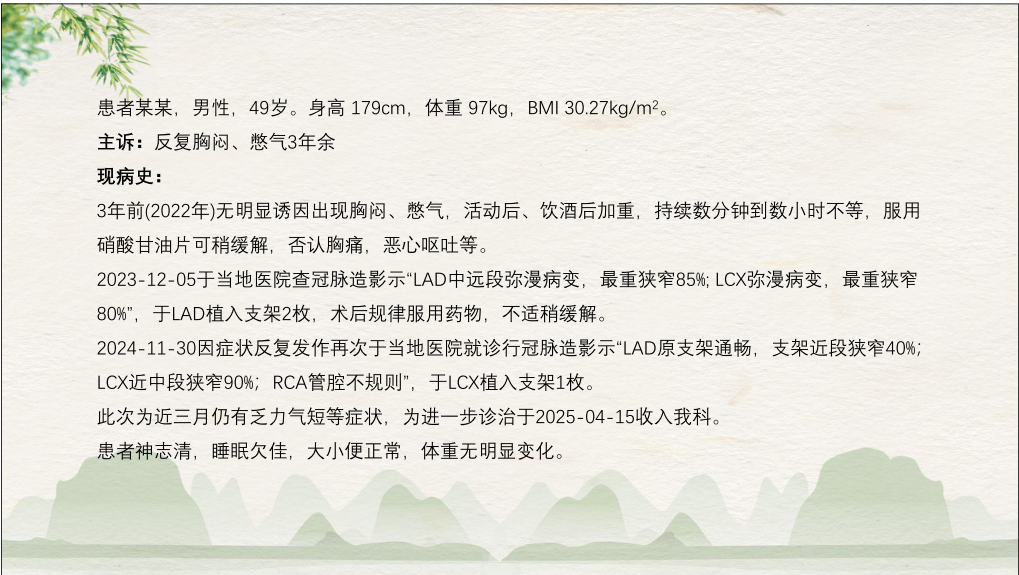 患者某某，男性，49岁。身高 179cm，体重 97kg，BMI 30.27kg/m²。
主诉：反复胸闷、憋气3年余
现病史：
3年前(2022年)无明显诱因出现胸闷、憋气，活动后、饮酒后加重，持续数分钟到数小时不等，服用
硝酸甘油片可稍缓解，否认胸痛，恶心呕吐等。
2023-12-05于当地医院查冠脉造影示“LAD中远段弥漫病变，最重狭窄85%; LCX弥漫病变，最重狭窄
80%”，于LAD植入支架2枚，术后规律服用药物，不适稍缓解。
2024-11-30因症状反复发作再次于当地医院就诊行冠脉造影示“LAD原支架通畅，支架近段狭窄40%;
LCX近中段狭窄90%；RCA管腔不规则”，于LCX植入支架1枚。
此次为近三月仍有乏力气短等症状，为进一步诊治于2025-04-15收入我科。
患者神志清，睡眠欠佳，大小便正常，体重无明显变化。